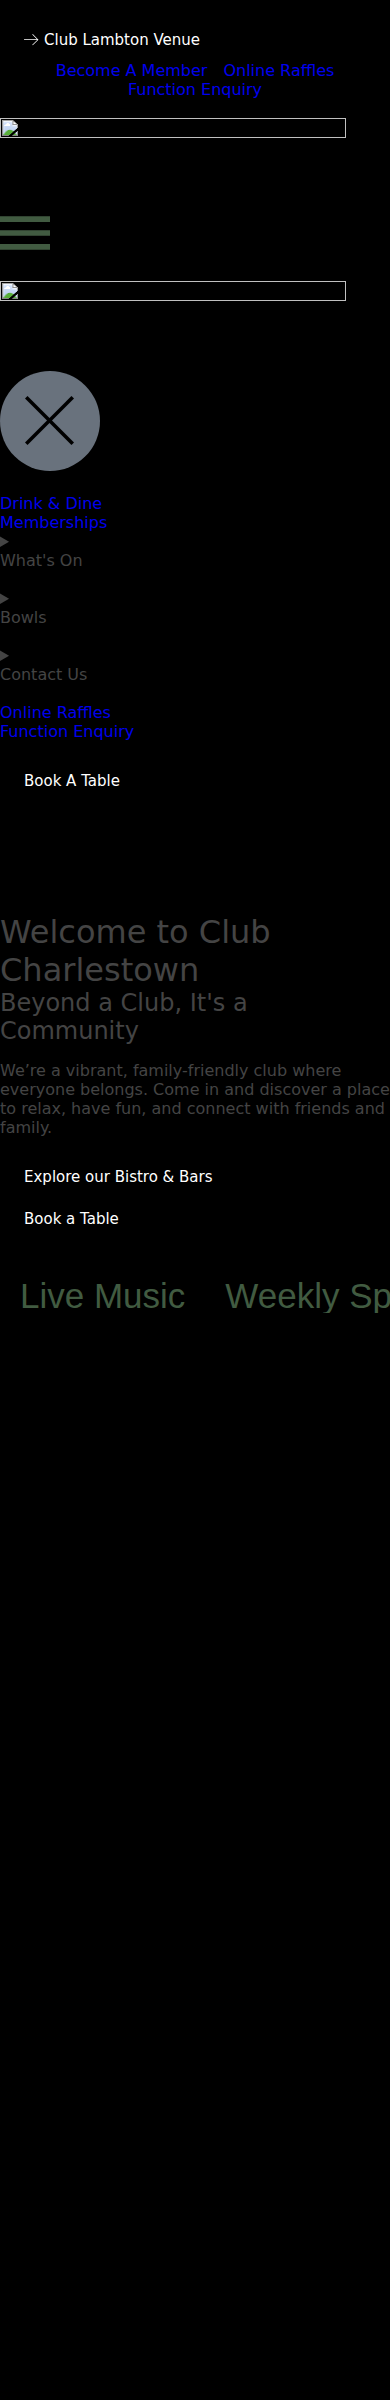 Club Lambton Venue
Become A Member Online Raffles
Function Enquiry
Drink & Dine
Memberships
What's On
Bowls
Contact Us
Online Raffles
Function Enquiry
Book A Table
Welcome to Club
Charlestown
Beyond a Club, It's a
Community
We’re a vibrant, family-friendly club where
everyone belongs. Come in and discover a place
to relax, have fun, and connect with friends and
family.
Explore our Bistro & Bars
Book a Table
Live Music Weekly Sp